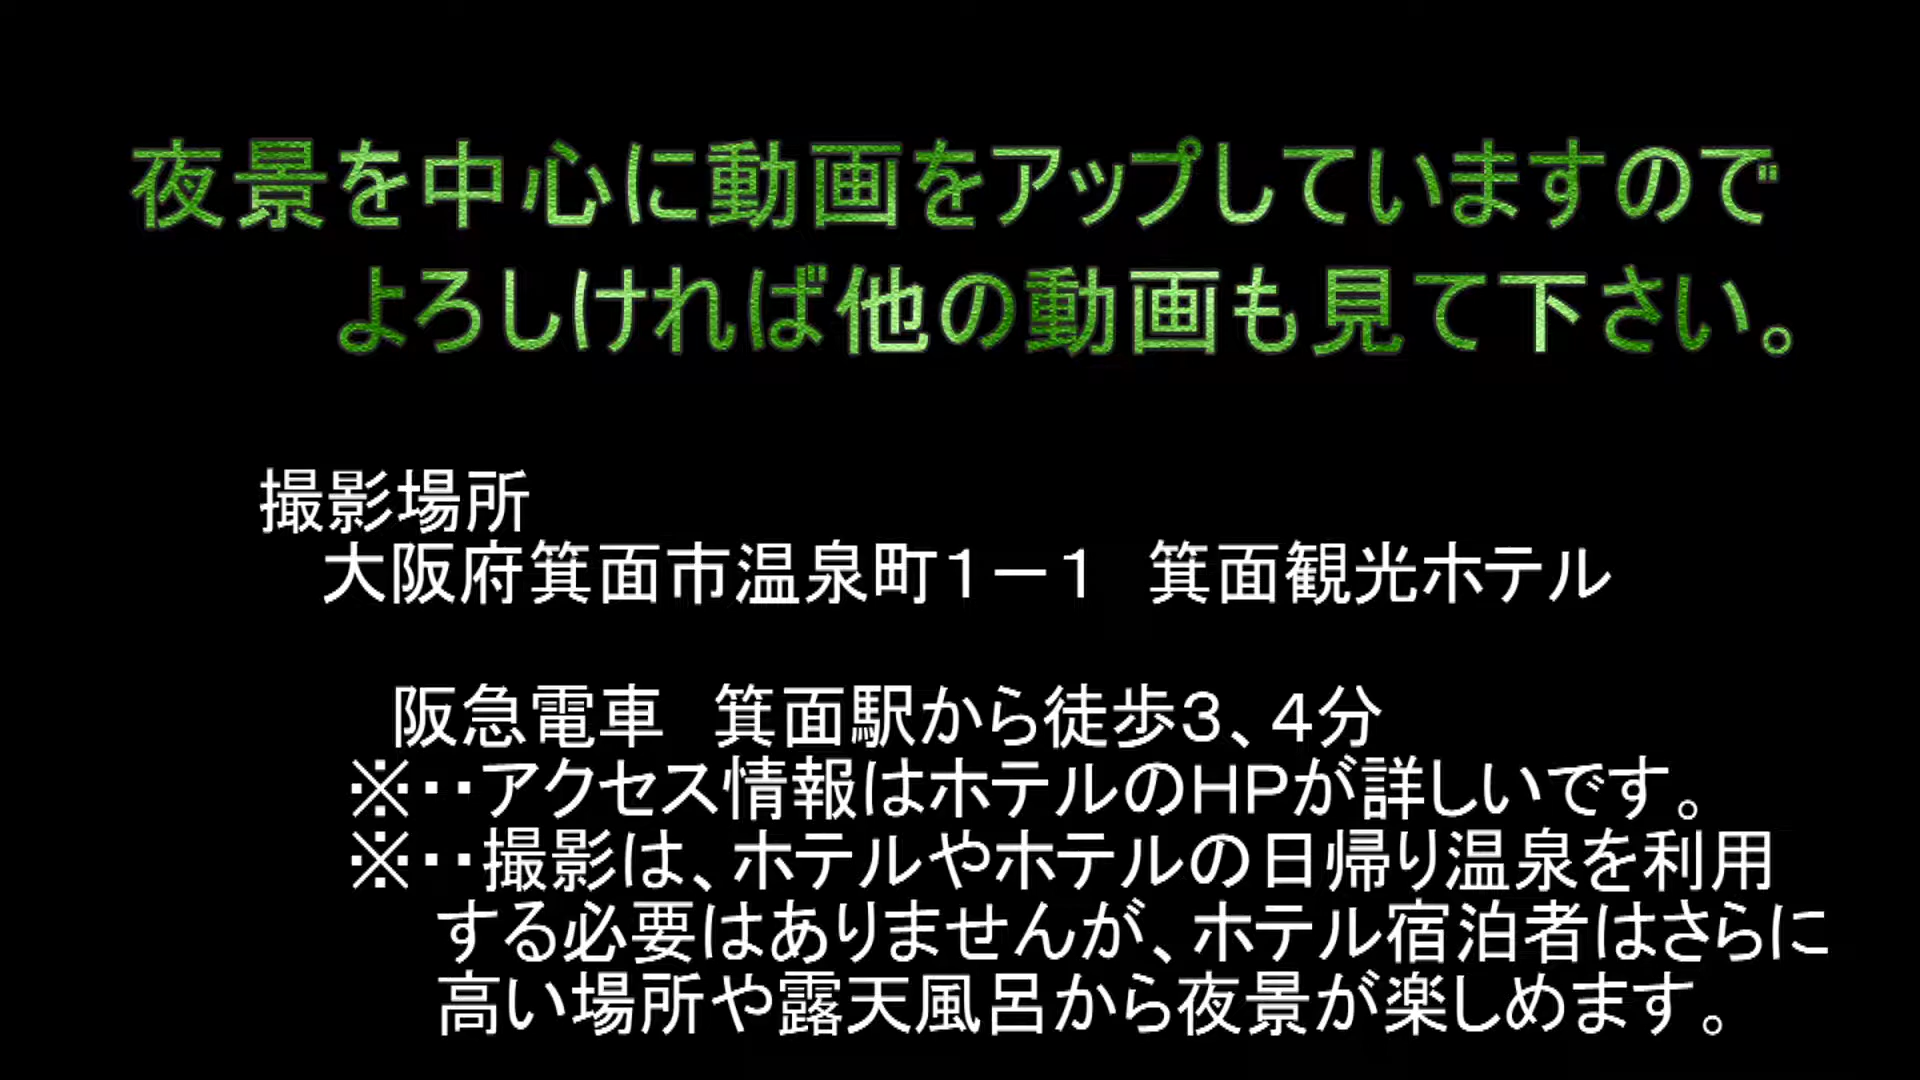 夜景を中心に動画をアップしていますので
よろしければ他の動画も見て下さい。
撮影場所
大阪府箕面市温泉町１－１　箕面観光ホテル
阪急電車　箕面駅から徒歩３、４分
※・・アクセス情報はホテルのＨＰが詳しいです。
※・・撮影は、ホテルやホテルの日帰り温泉を利用
する必要はありませんが、ホテル宿泊者はさらに
高い場所や露天風呂から夜景が楽しめます。